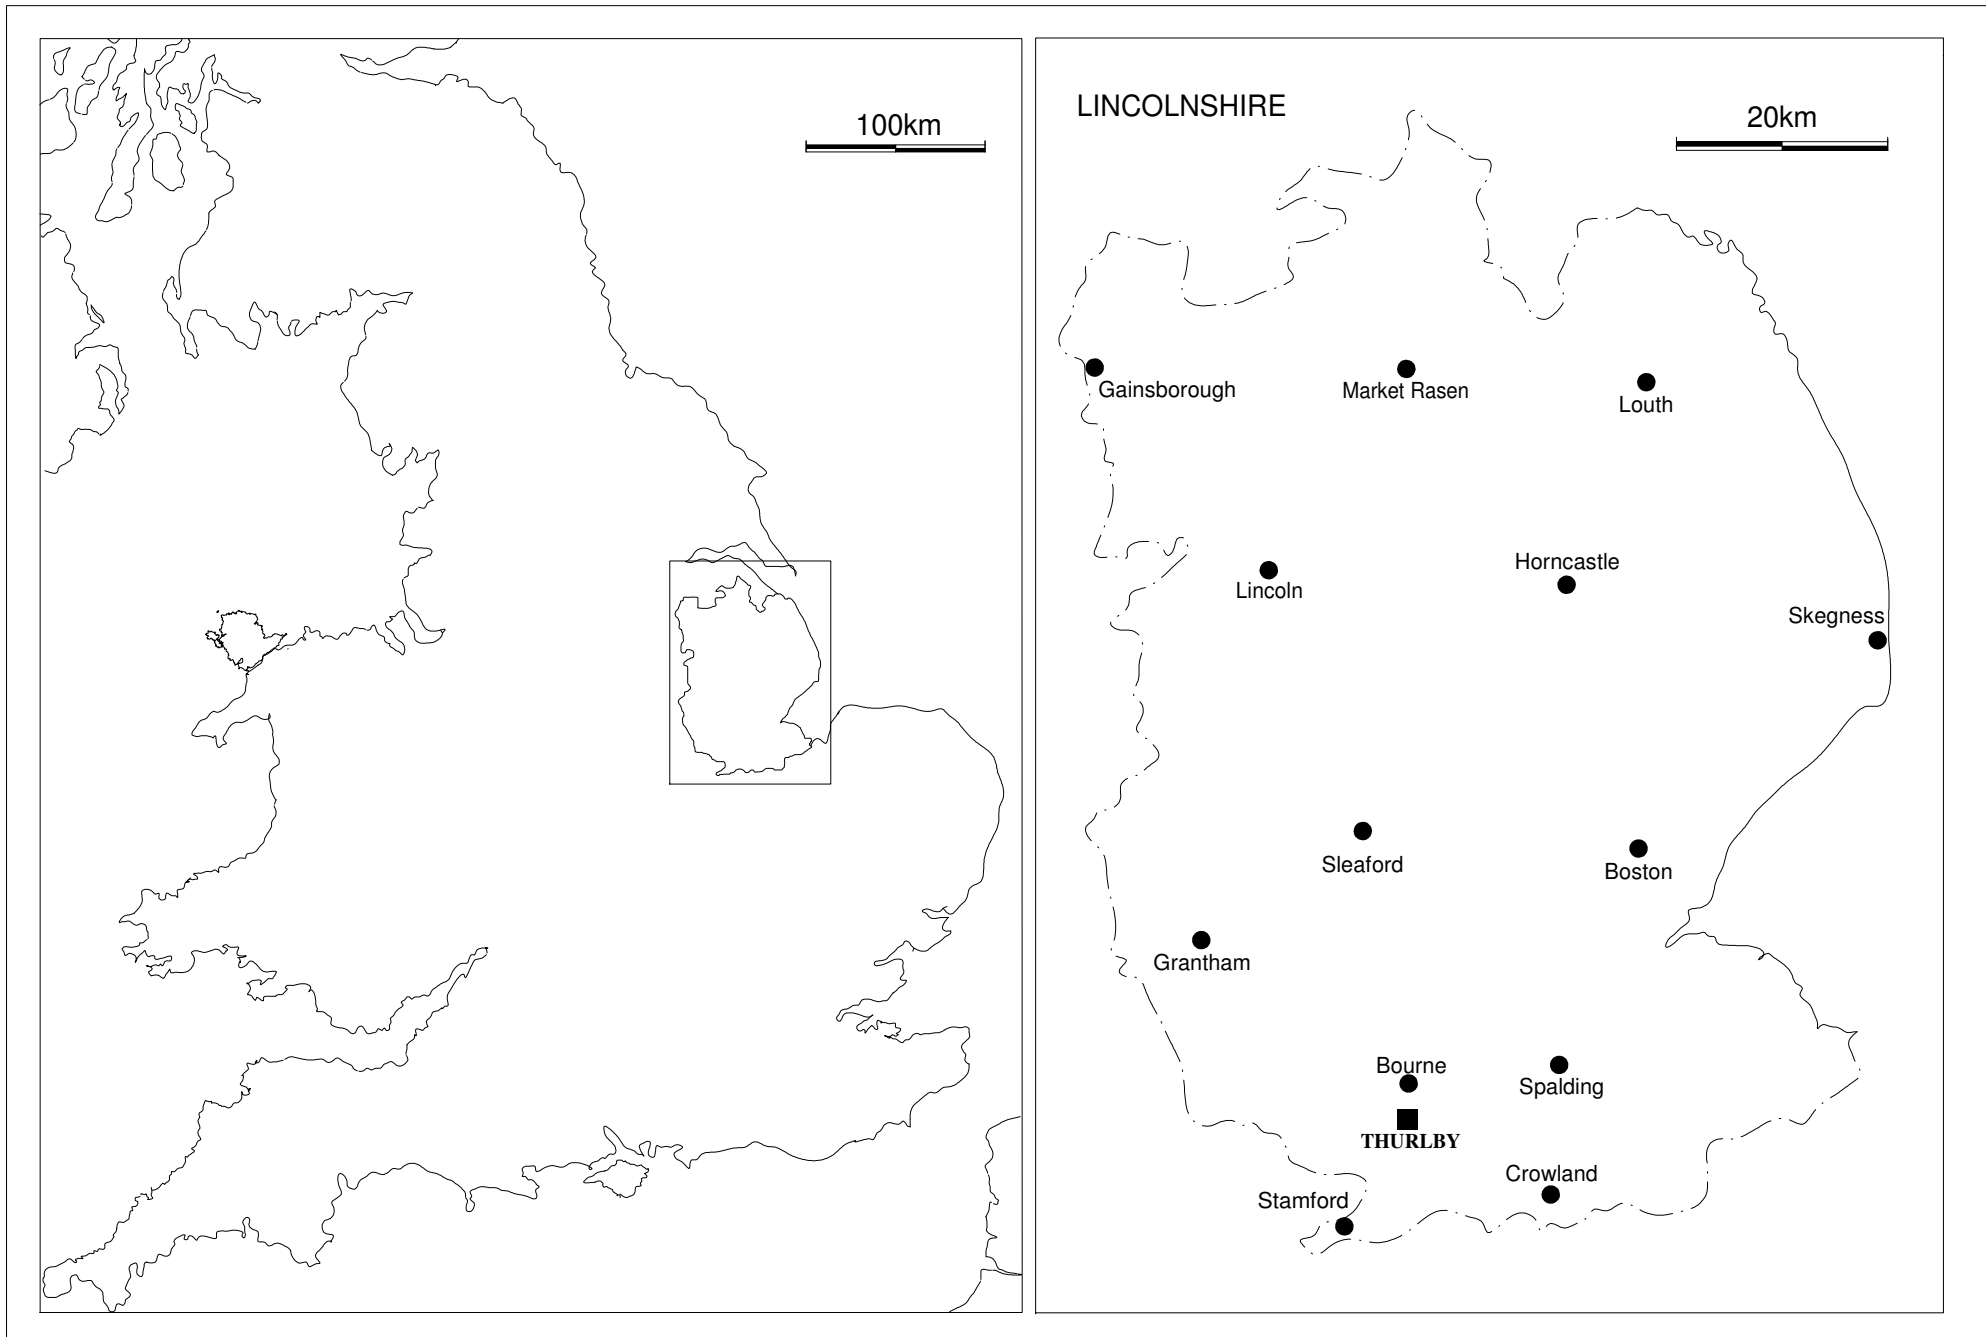 100km
LINCOLNSHIRE
20km
Gainsborough
Market Rasen
Louth
Horncastle
Lincoln
Skegness
Sleaford
Boston
Grantham
Bourne
Spalding
THURLBY
Crowland
Stamford